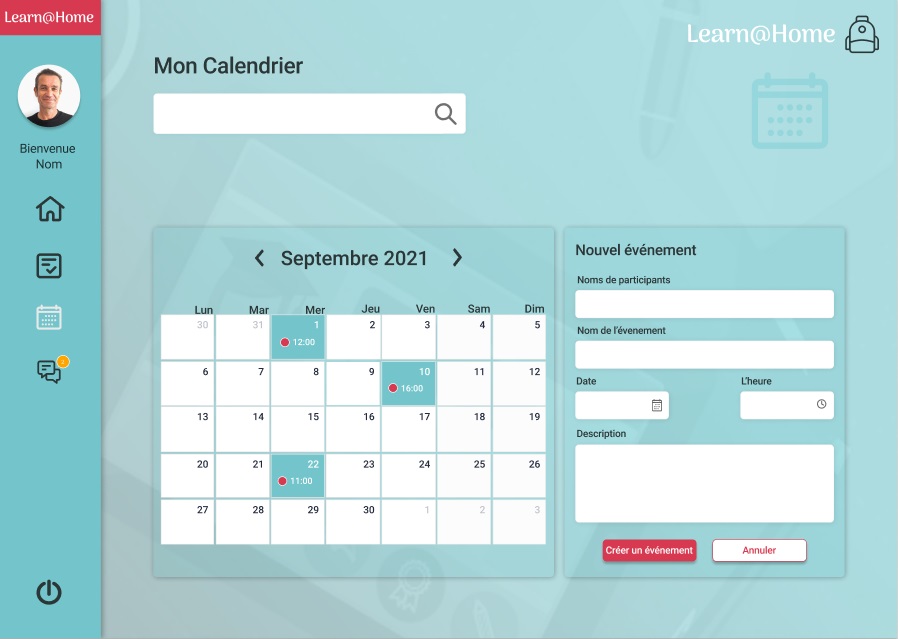 Learn@Home
Learn@Home
Mon Calendrier
Bienvenue
Nom
Septembre 2021
Lun Mar Mer Jeu Ven Sam Dim
30 31 1 2 3 4 5
12:00
6 7 8 9 10 11 12
16:00
13 14 15 16 17 18 19
20 21 22 23 24 25 26
11:00
27 28 29 30 1 2 3
Nouvel événement
Noms de participants
Nom de l'évenement
Date L'heure
Description
Créer un événement Annuler